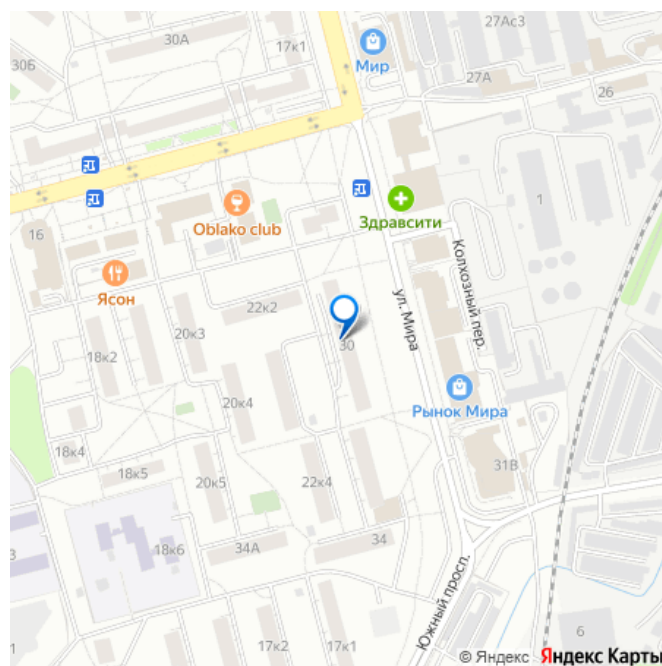 30А
17к1
27Ас3
Мир
30Б
27А
26
1
Здравсити
Oblako club
16
Ясон
Колхозный пер.
ул. Мира
22к2
20к3
30
18к2
20к4
Рынок Мира
18к4
18к5
22к4
31В
20к5
3
18к6
34А
34
Южный просп.
17к2
17к1
6
© Яндекс Яндекс Карты